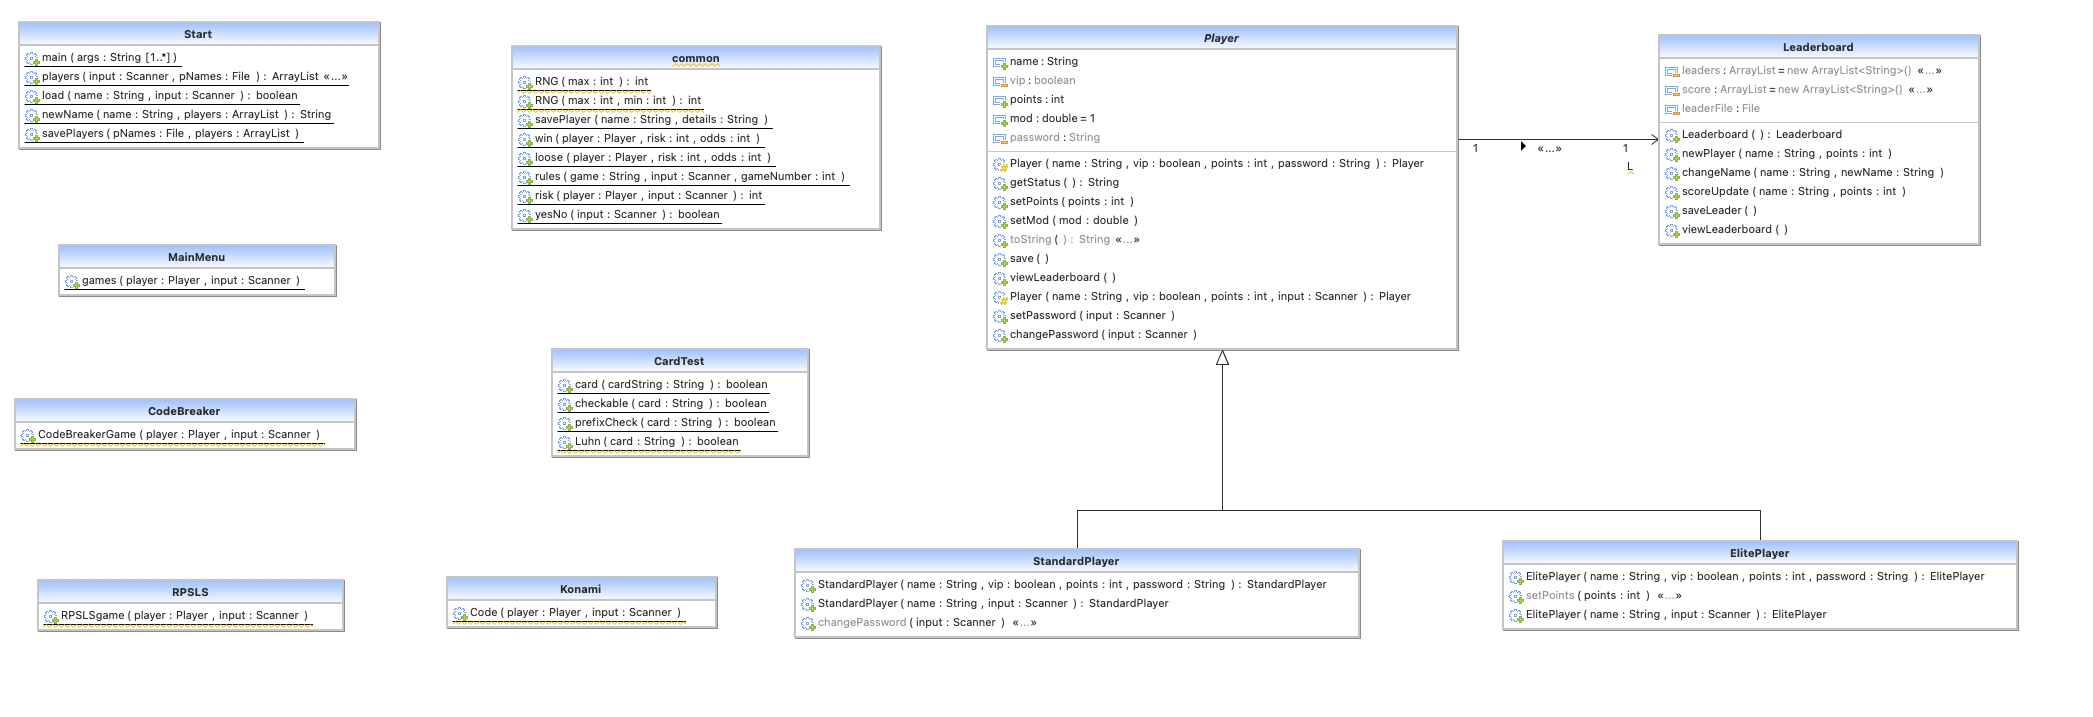 Start
main ( args : String [1..*] )
players ( input : Scanner , pNames : File ) : ArrayList «...»
load ( name : String , input : Scanner ) : boolean
newName ( name : String , players : ArrayList ) : String
savePlayers ( pNames : File , players : ArrayList )
common
RNG ( max : int ) : int
RNG ( max : int , min : int ) : int
savePlayer ( name : String , details : String )
win ( player : Player , risk : int , odds : int )
loose ( player : Player , risk : int , odds : int )
rules ( game : String , input : Scanner , gameNumber : int )
risk ( player : Player , input : Scanner ) : int
yesNo ( input : Scanner ) : boolean
Player
name : String
vip : boolean
points : int
mod : double = 1
password : String
Player ( name : String , vip : boolean , points : int , password : String ) : Player
getStatus ( ) : String
setPoints ( points : int )
setMod ( mod : double )
toString ( ) : String «...»
save ( )
viewLeaderboard ( )
Player ( name : String , vip : boolean , points : int , input : Scanner ) : Player
setPassword ( input : Scanner )
changePassword ( input : Scanner )
1 «...» 1
L
Leaderboard
leaders : ArrayList = new ArrayList<String>() «...»
score : ArrayList = new ArrayList<String>() «...»
leaderFile : File
Leaderboard ( ) : Leaderboard
newPlayer ( name : String , points : int )
changeName ( name : String , newName : String )
scoreUpdate ( name : String , points : int )
saveLeader ( )
viewLeaderboard ( )
MainMenu
games ( player : Player , input : Scanner )
CardTest
card ( cardString : String ) : boolean
checkable ( card : String ) : boolean
prefixCheck ( card : String ) : boolean
Luhn ( card : String ) : boolean
CodeBreaker
CodeBreakerGame ( player : Player , input : Scanner )
RPSLS
RPSLSgame ( player : Player , input : Scanner )
Konami
Code ( player : Player , input : Scanner )
StandardPlayer
StandardPlayer ( name : String , vip : boolean , points : int , password : String ) : StandardPlayer
StandardPlayer ( name : String , input : Scanner ) : StandardPlayer
changePassword ( input : Scanner ) «...»
ElitePlayer
ElitePlayer ( name : String , vip : boolean , points : int , password : String ) : ElitePlayer
setPoints ( points : int ) «...»
ElitePlayer ( name : String , input : Scanner ) : ElitePlayer